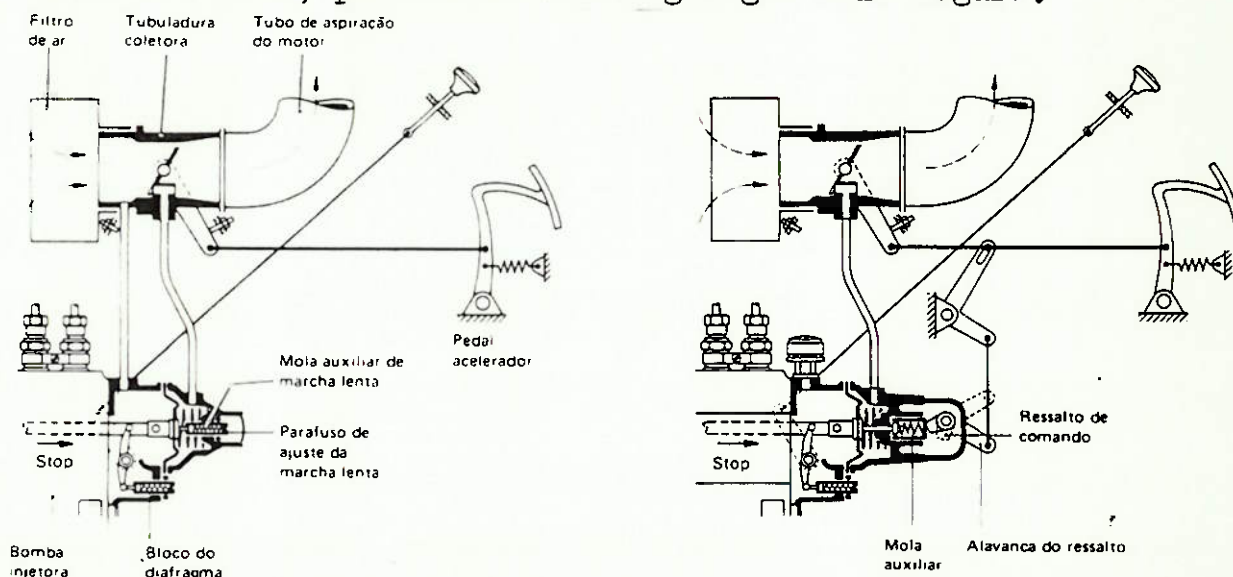 Filtro
de ar
Tubuladura
coletora
Tubo de aspiração
do motor
Pedal
acelerador
Mola auxiliar de
marcha lenta
Parafuso de
ajuste da
marcha lenta
Stop
Bomba
injetora
Bloco do
diafragma
Stop
Ressalto de
comando
Mola
auxiliar
Alavanca do ressalto